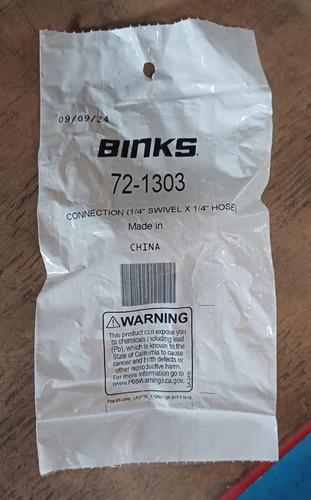 09/09/24
BINKS
72-1303
CONNECTION (1/4" SWIVEL X 1/4" HOSE)
Made in
CHINA
WARNING
This product can expose you
to chemicals including lead
(Pb), which is known to the
State of California to cause
cancer and birth defects or
other reproductive harm.
For more information go to
www.P65Warnings.ca.gov.